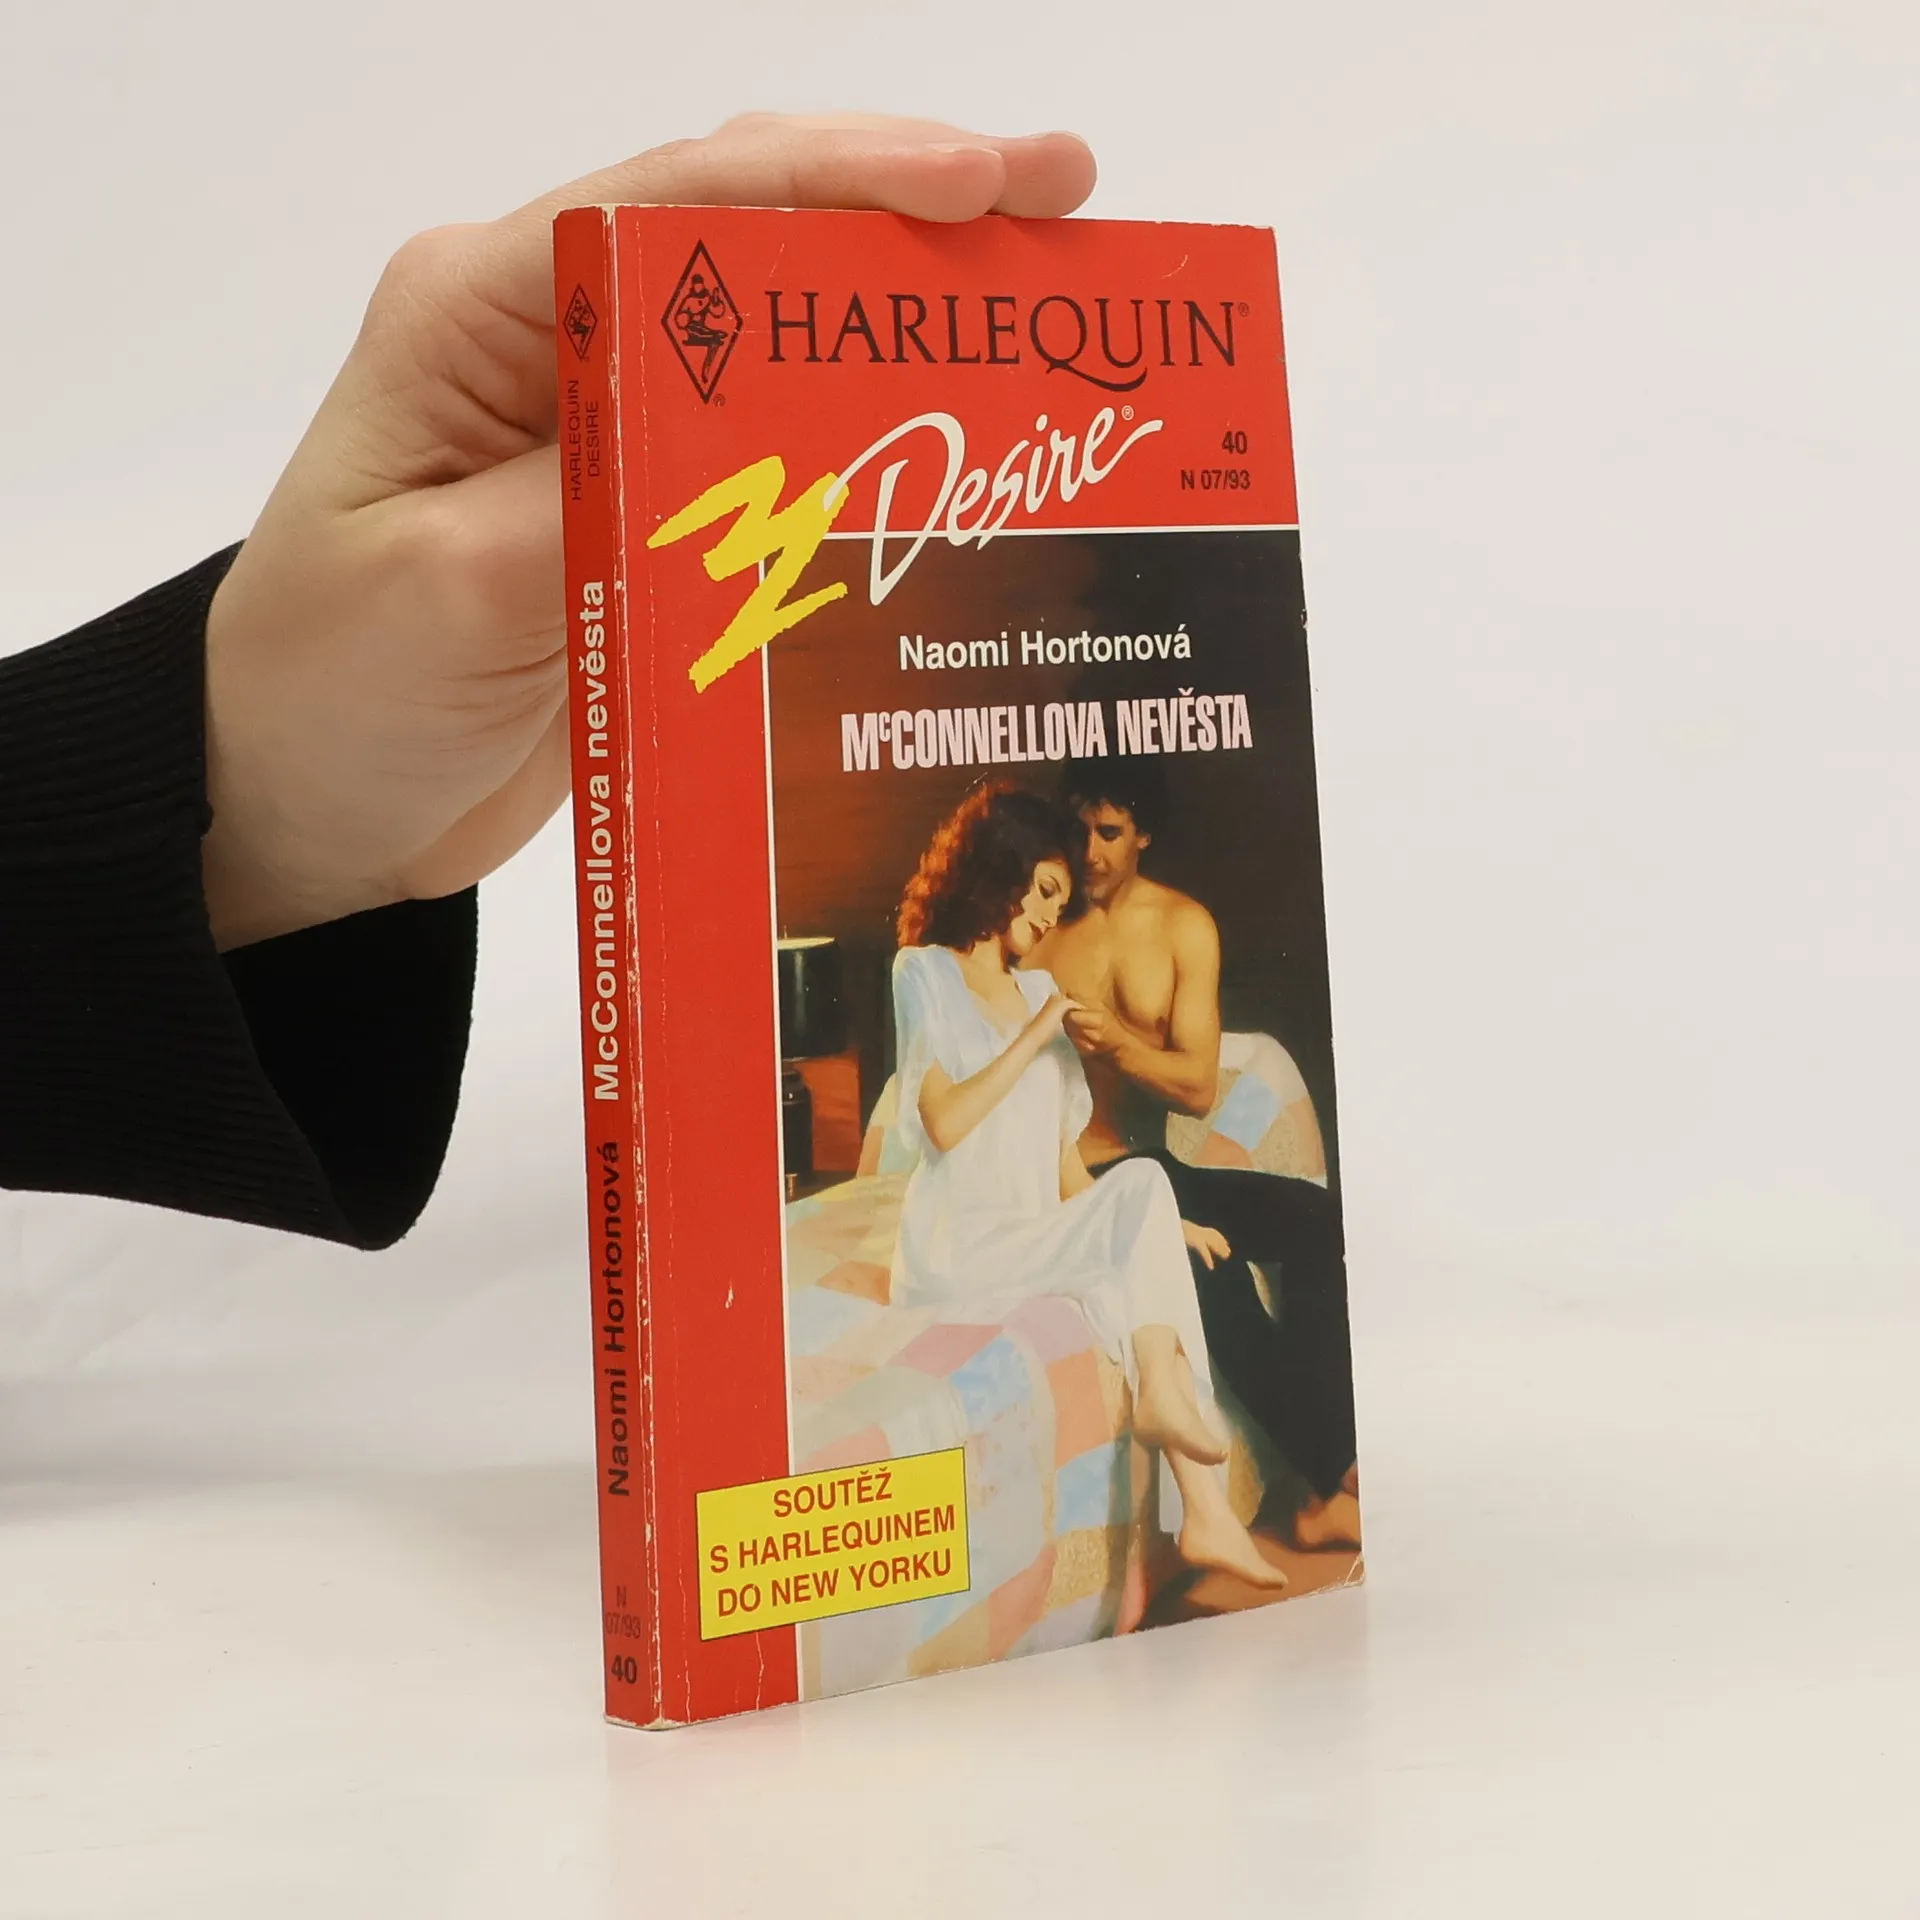 HARLEQUIN®
Desire®
40
N 07/93
Naomi Hortonová
McCONNELLOVA NEVĚSTA
SOUTĚŽ
S HARLEQUINEM
DO NEW YORKU
HARLEQUIN
DESIRE
McConnellova nevěsta
Naomi Hortonová
N
07/93
40